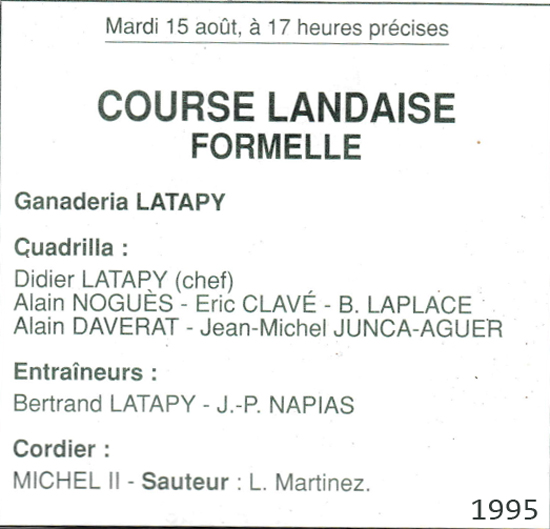 Mardi 15 août, à 17 heures précises
COURSE LANDAISE
FORMELLE
Ganaderia LATAPY
Quadrilla :
Didier LATAPY (chef)
Alain NOGUÈS - Eric CLAVÉ - B. LAPLACE
Alain DAVERAT - Jean-Michel JUNCA-AGUER
Entraîneurs :
Bertrand LATAPY - J.-P. NAPIAS
Cordier :
MICHEL II - Sauteur : L. Martinez.
1995